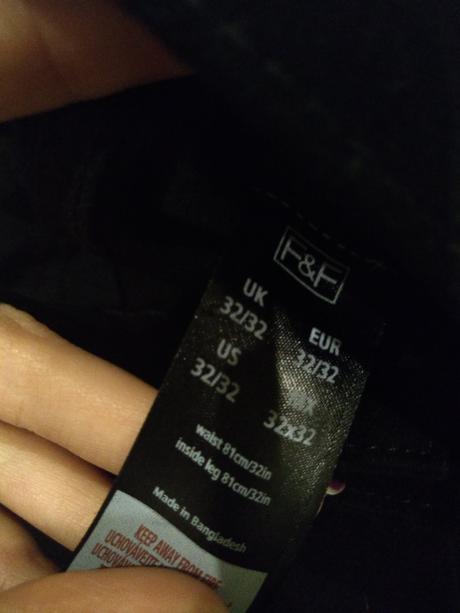 F&F
UK
32/32
EUR
32/32
US
32/32
32x32
waist 81cm/32in
inside leg 81cm/32in
Made in Bangladesh
KEEP AWAY FROM FIRE